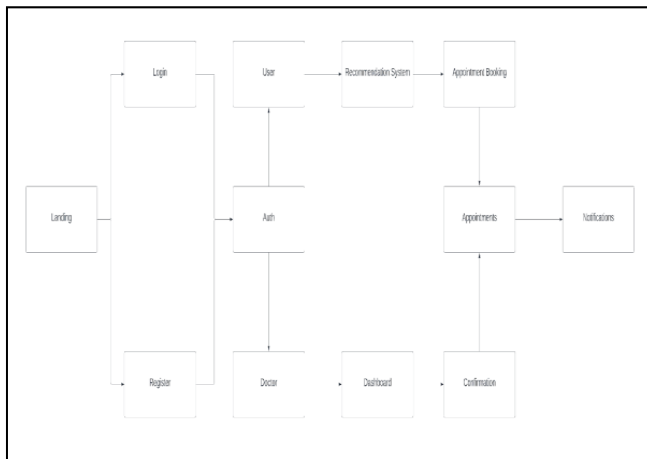 Login
User
Recommendation System
Appointment Booking
Landing
Auth
Appointments
Notifications
Register
Doctor
Dashboard
Confirmation